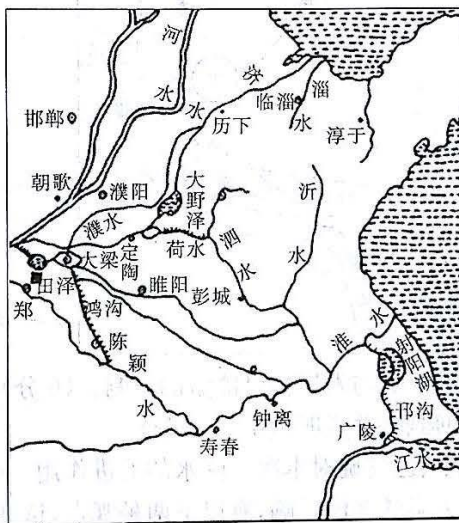 河
水
济
水
临淄
淄
水
淳于
邯郸
历下
朝歌
濮阳
大野泽
沂
水
濮水
荷水
泗
水
大梁
定陶
田泽
睢阳
彭城
郑
鸿沟
陈
颍
水
淮
水
射阳湖
钟离
邗沟
寿春
广陵
江水